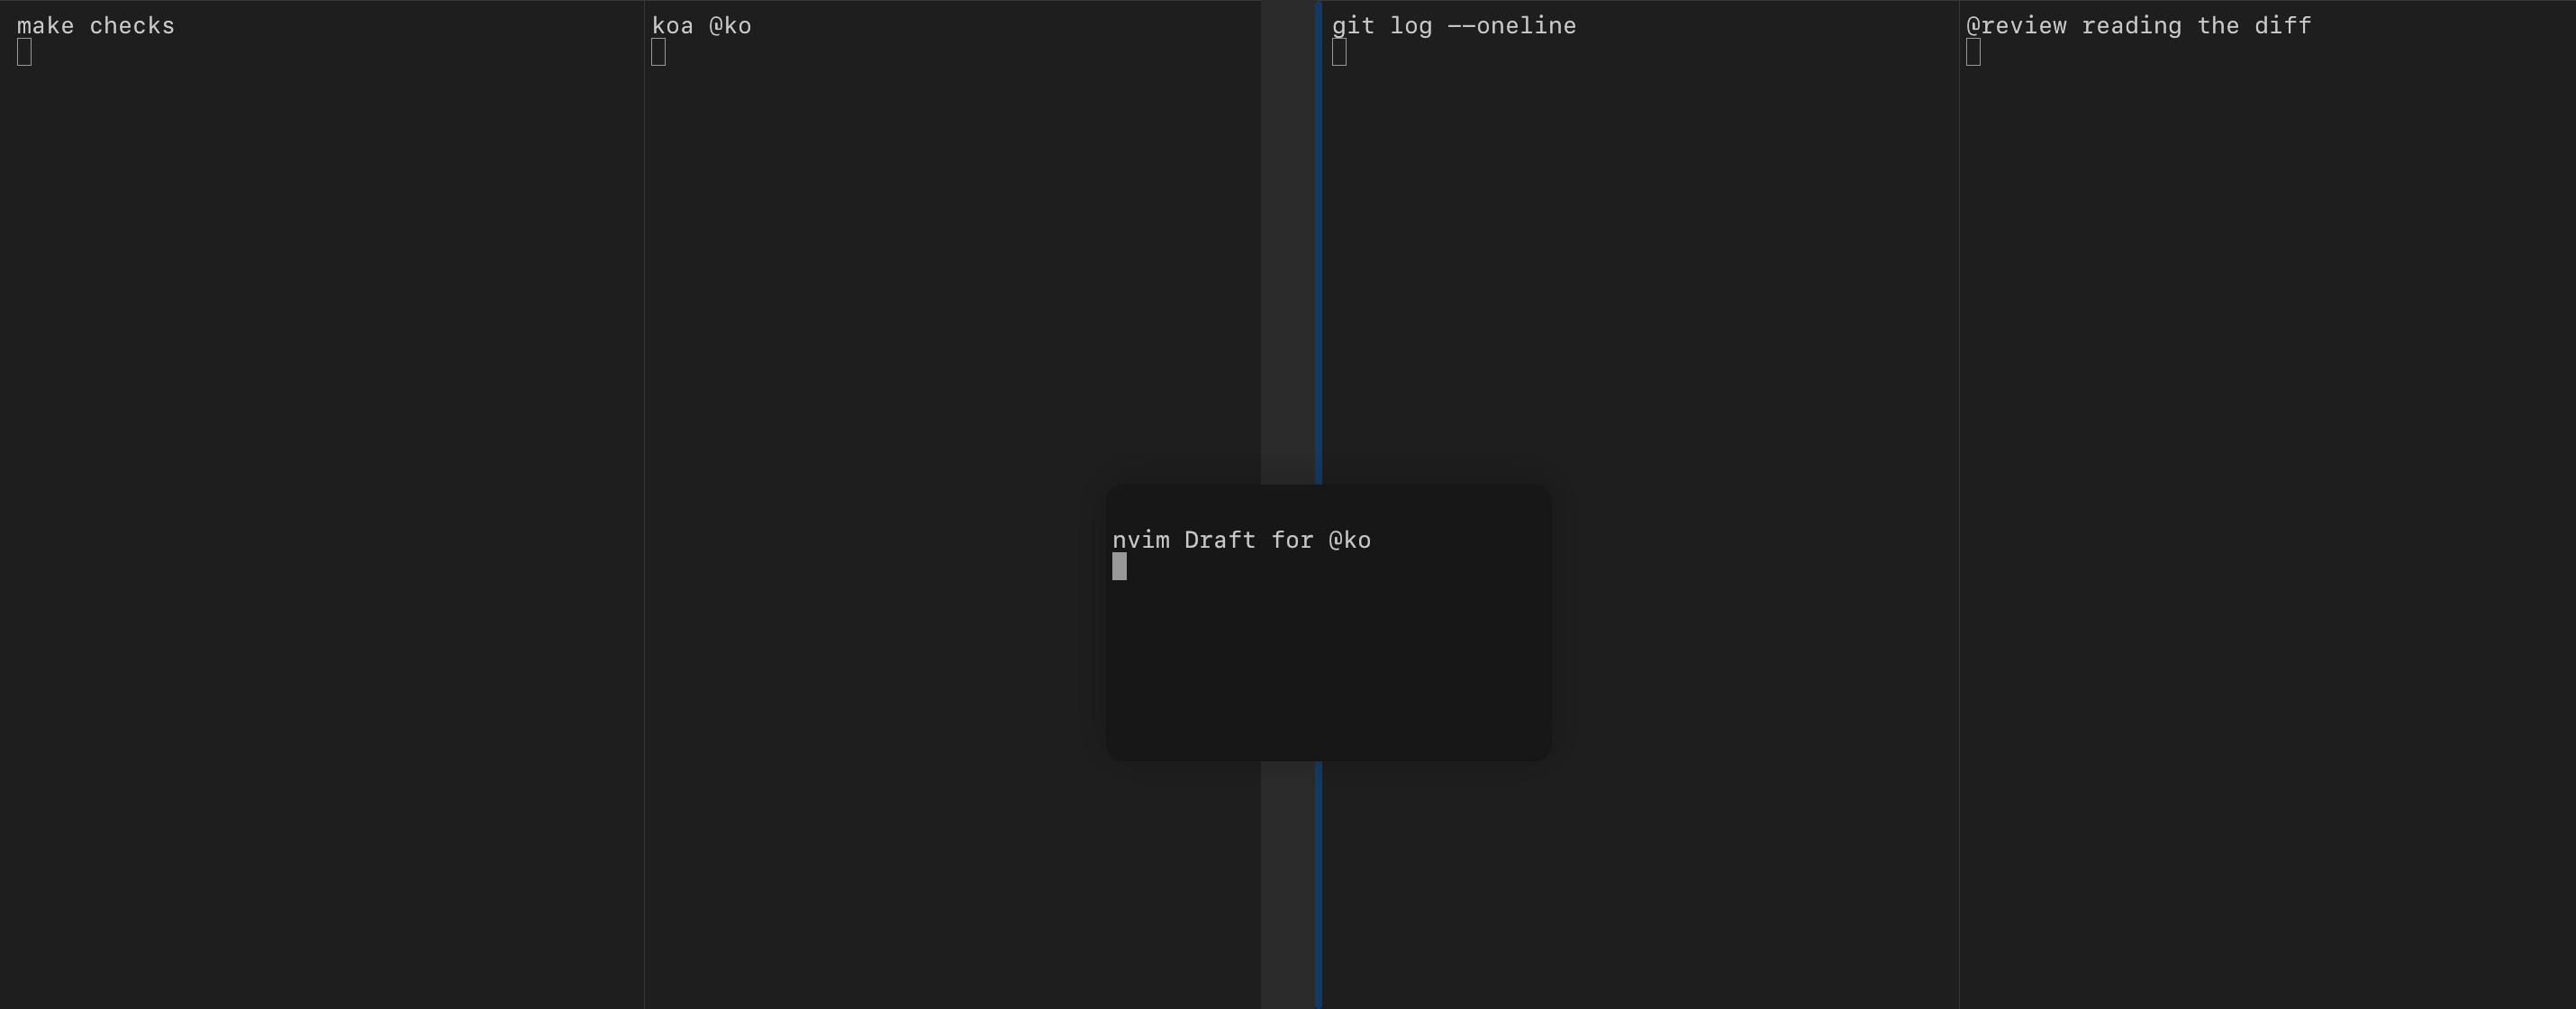 make checks
koa @ko
git log --oneline
@review reading the diff
nvim Draft for @ko